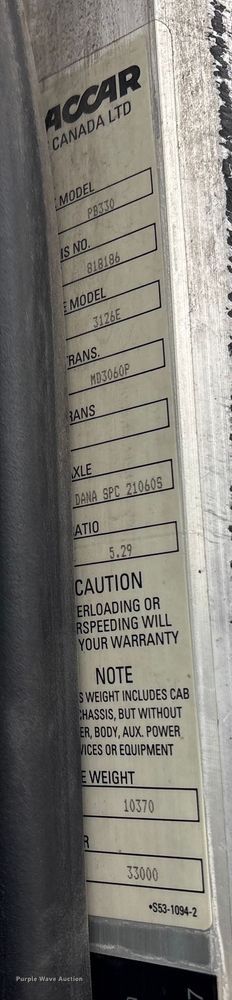 ACCAR
CANADA LTD
MODEL
PB330
IS NO.
818186
E MODEL
3126E
TRANS.
MD3060P
RANS
XLE
DANA SPC 21060S
ATIO
5.29
CAUTION
ERLOADING OR
RSPEEDING WILL
YOUR WARRANTY
NOTE
S WEIGHT INCLUDES CAB
CHASSIS, BUT WITHOUT
ER, BODY, AUX. POWER
VICES OR EQUIPMENT
E WEIGHT
10370
R
33000
•S53-1094-2
Purple Wave Auction